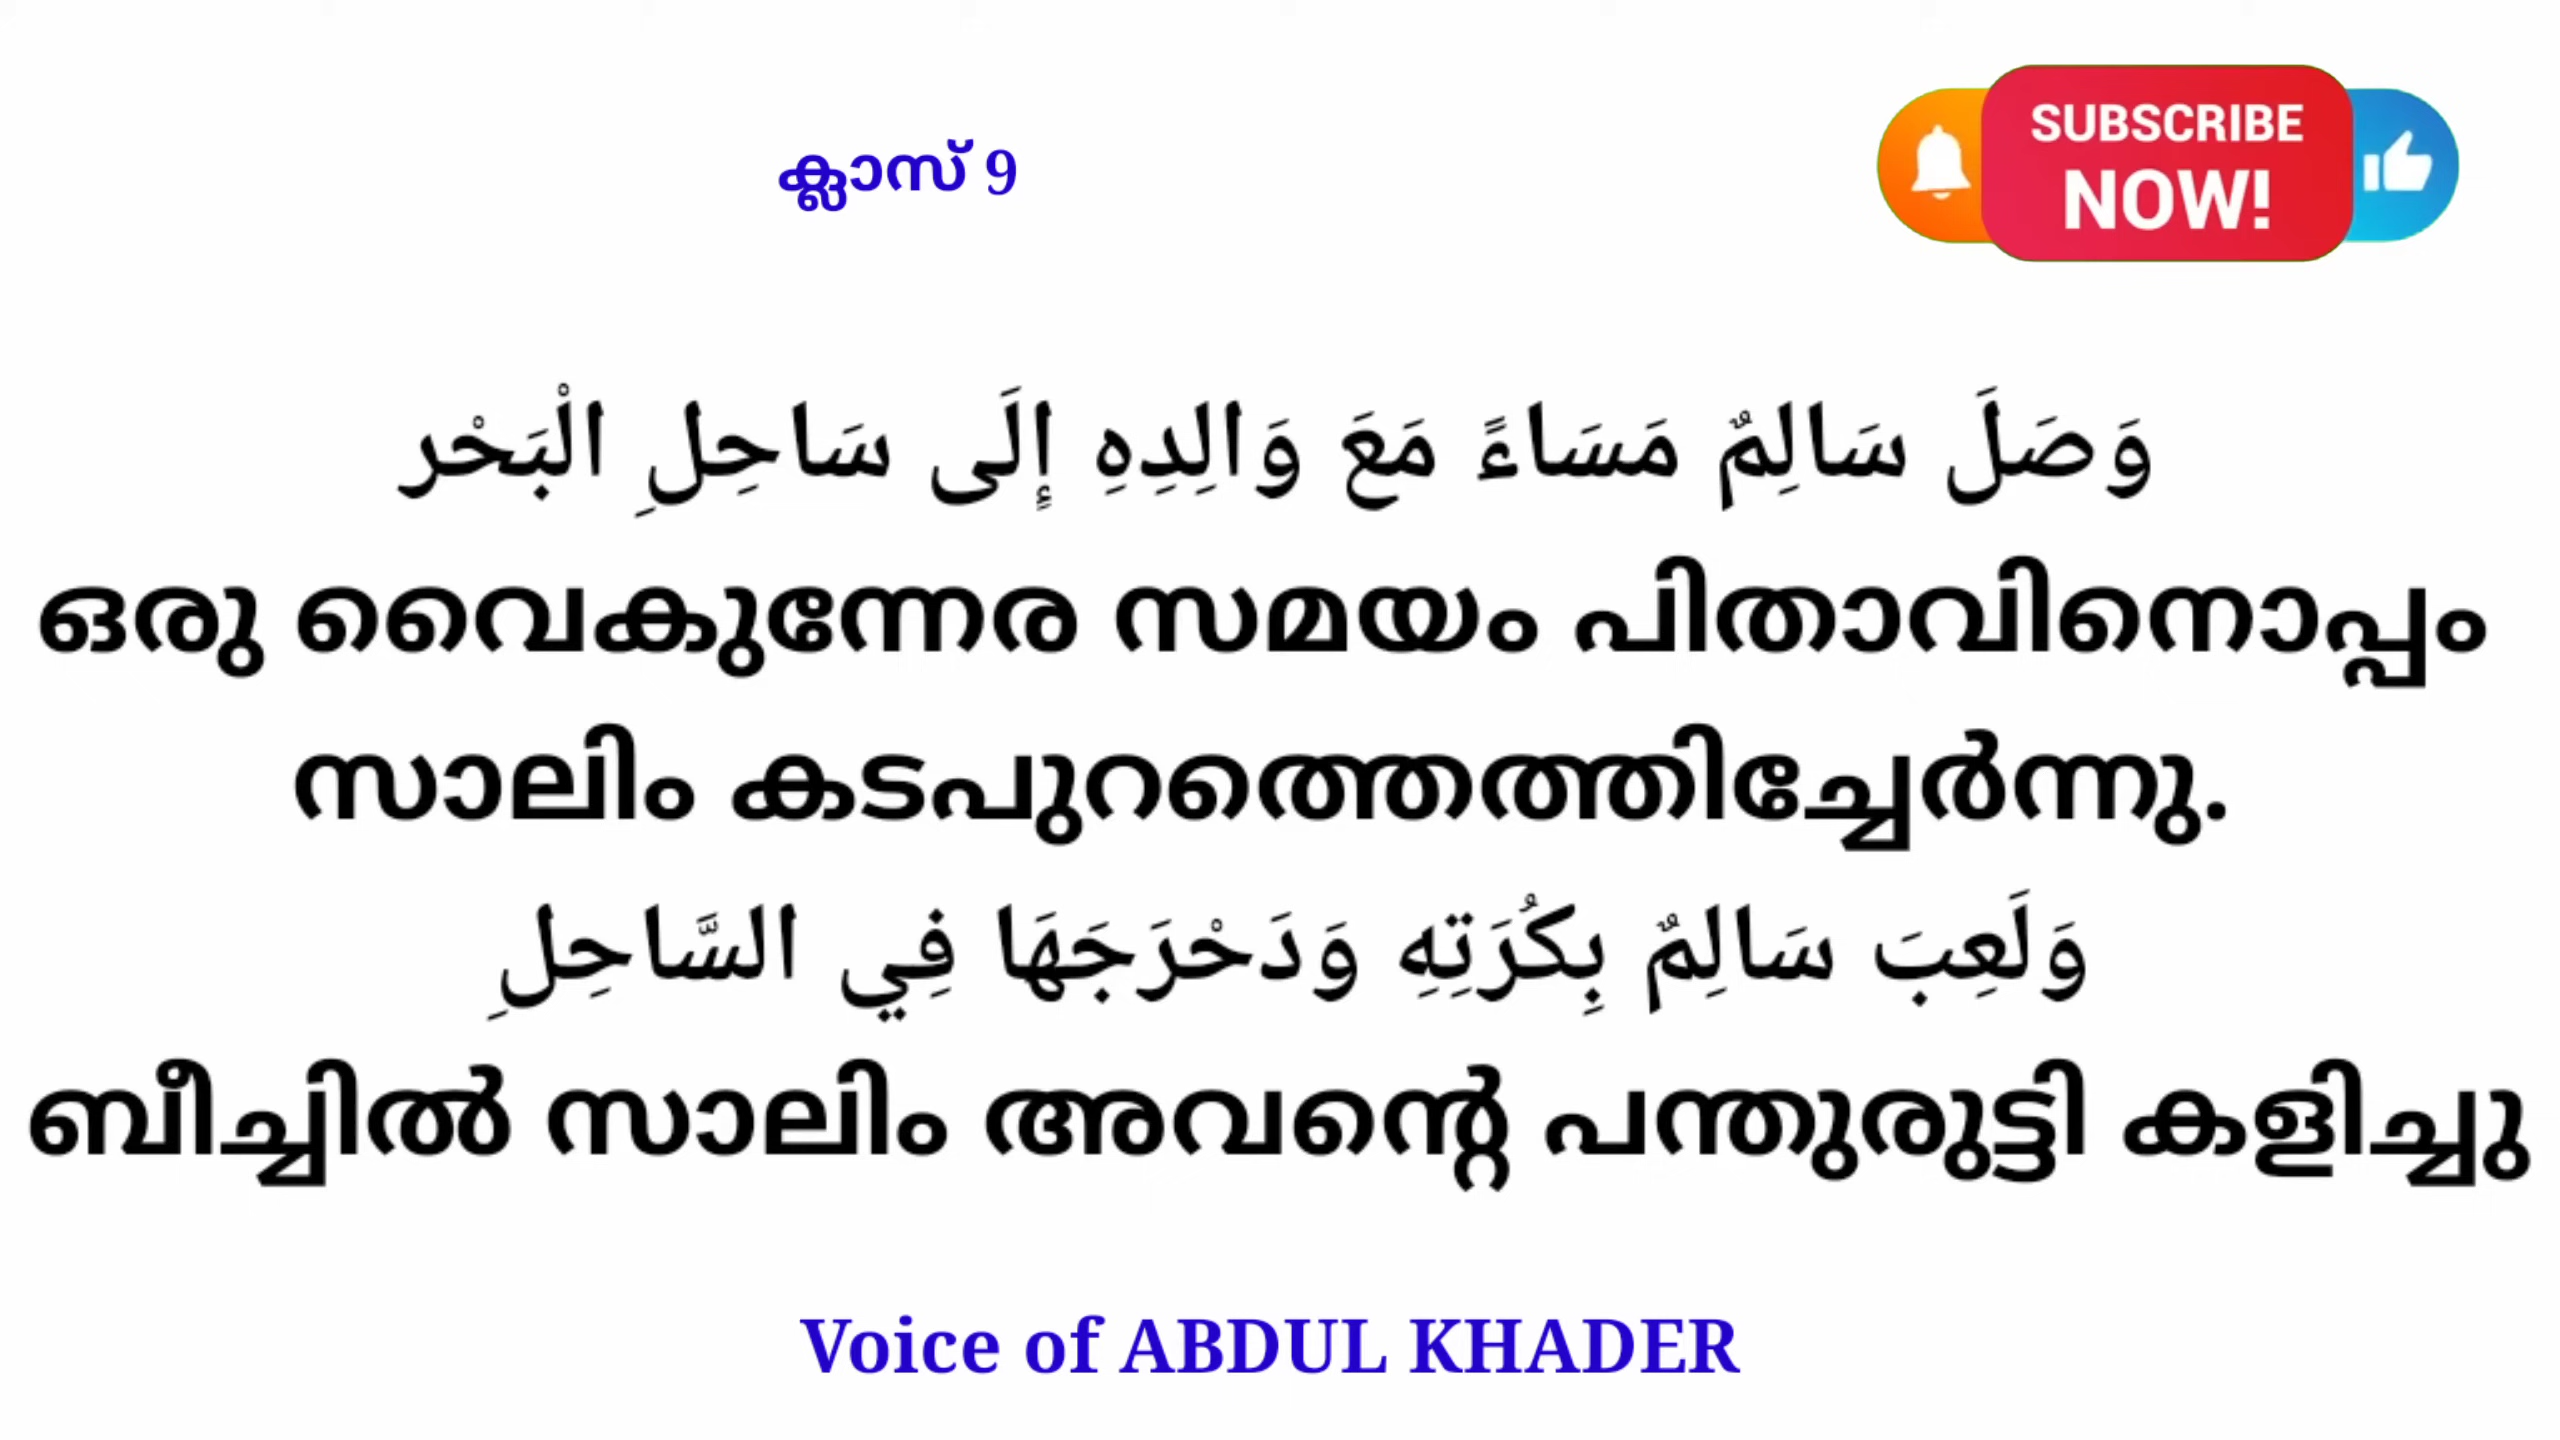 ക്ലാസ് 9
SUBSCRIBE
NOW!
وَصَلَ سَالِمٌ مَسَاءً مَعَ وَالِدِهِ إِلَى سَاحِلِ الْبَحْر
ഒരു വൈകുന്നേര സമയം പിതാവിനൊപ്പം
സാലിം കടപുറത്തെത്തിച്ചേർന്നു.
وَلَعِبَ سَالِمٌ بِكُرَتِهِ وَدَحْرَجَهَا فِي السَّاحِلِ
ബീച്ചിൽ സാലിം അവന്റെ പന്തുരുട്ടി കളിച്ചു
Voice of ABDUL KHADER